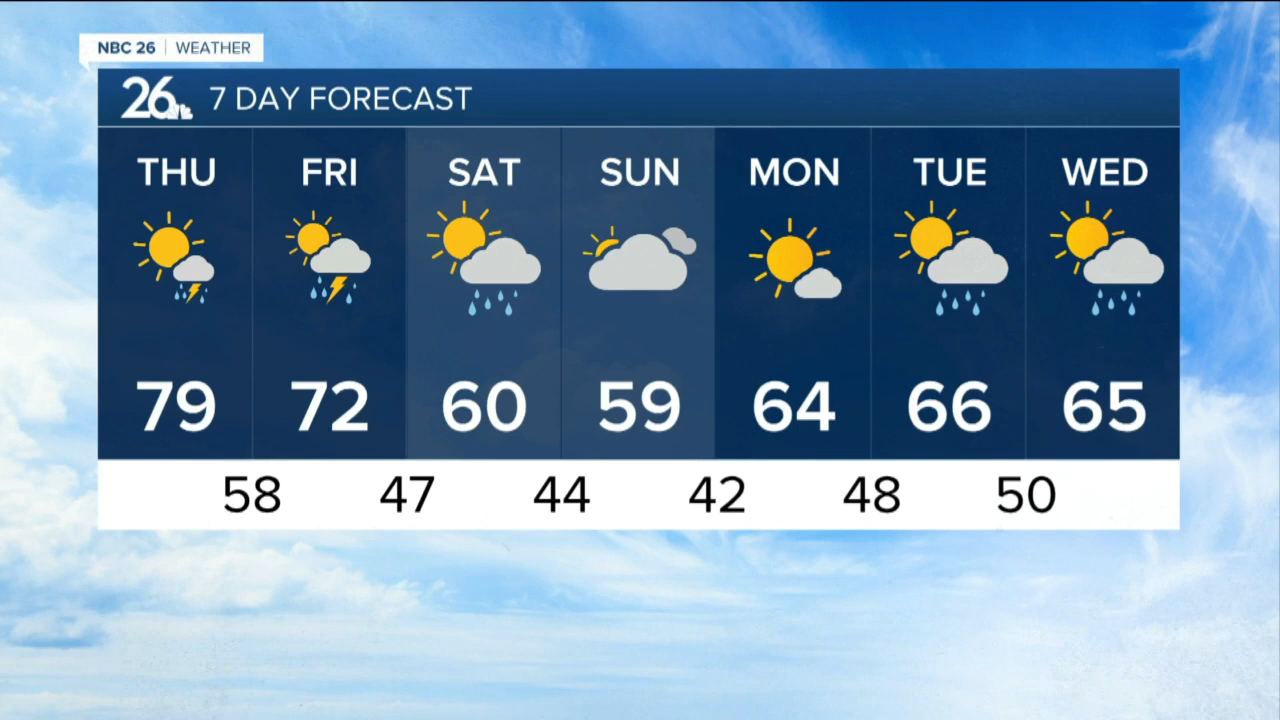 NBC 26 | WEATHER
26 7 DAY FORECAST
THU FRI SAT SUN MON TUE WED
79 72 60 59 64 66 65
58 47 44 42 48 50